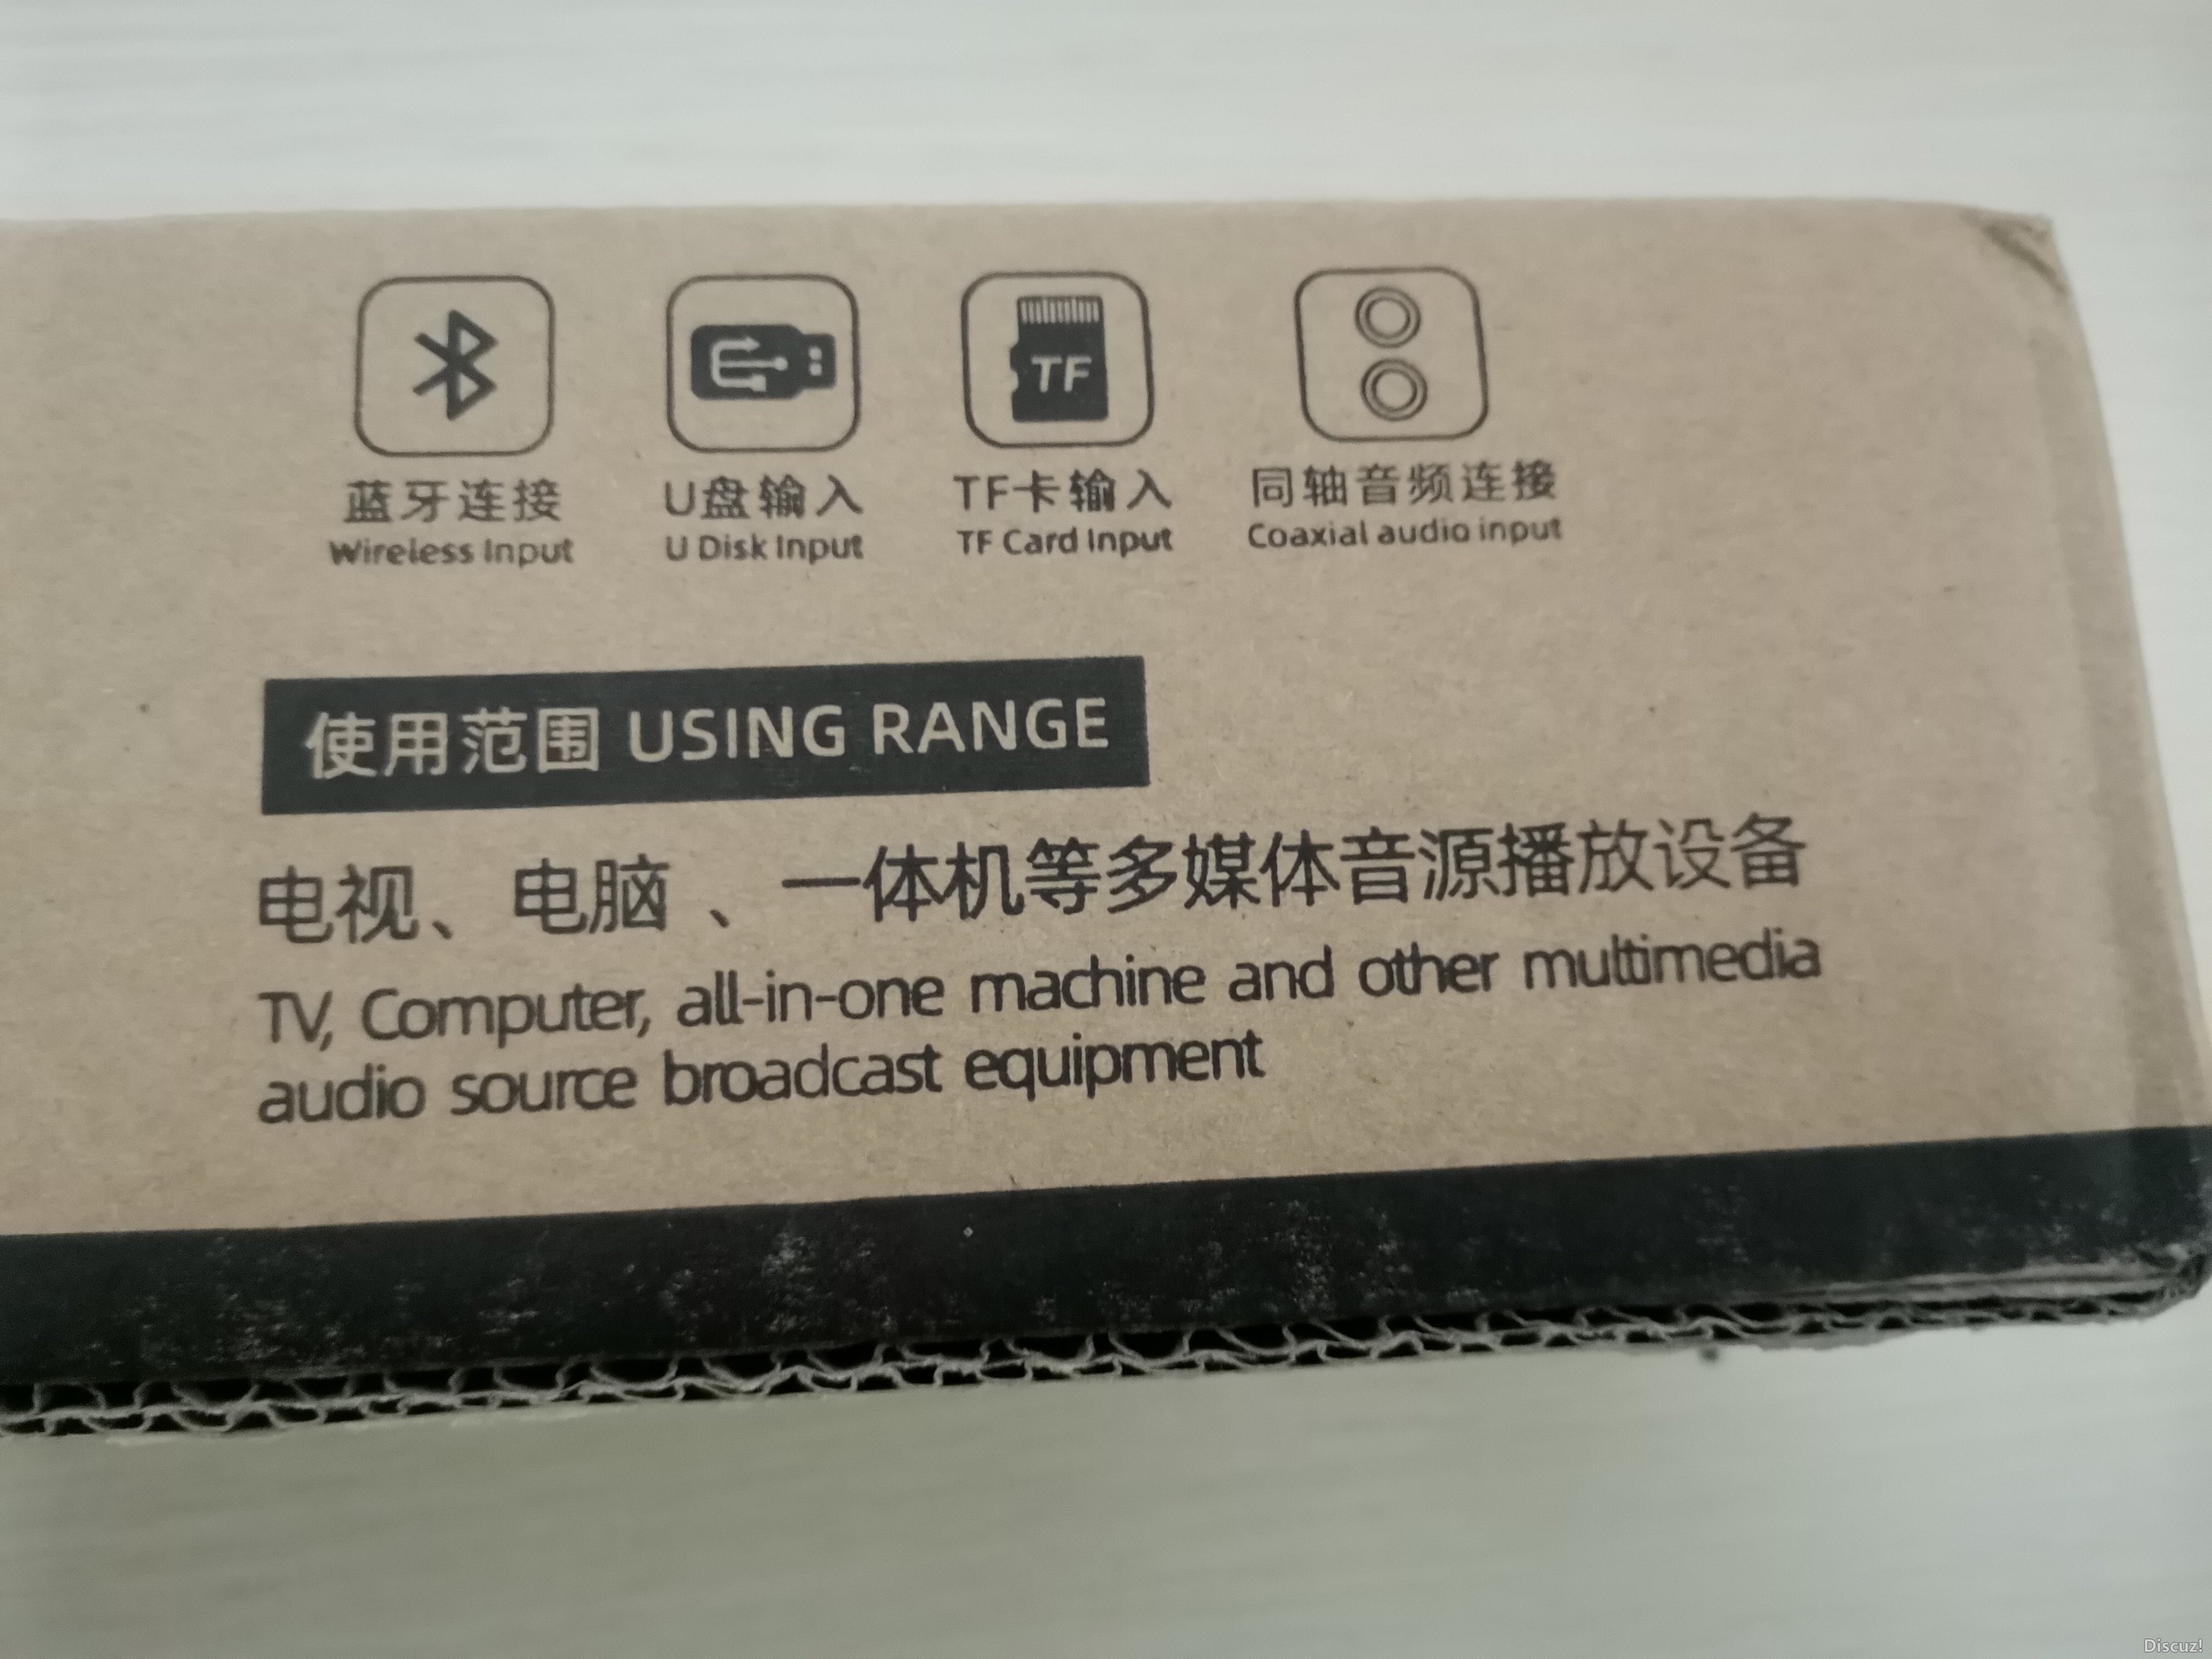 TF
蓝牙连接
Wireless Input
U盘输入
U Disk Input
TF卡输入
TF Card Input
同轴音频连接
Coaxial audio input
使用范围 USING RANGE
电视、电脑、一体机等多媒体音源播放设备
TV, Computer, all-in-one machine and other multimedia
audio source broadcast equipment
Discuz!